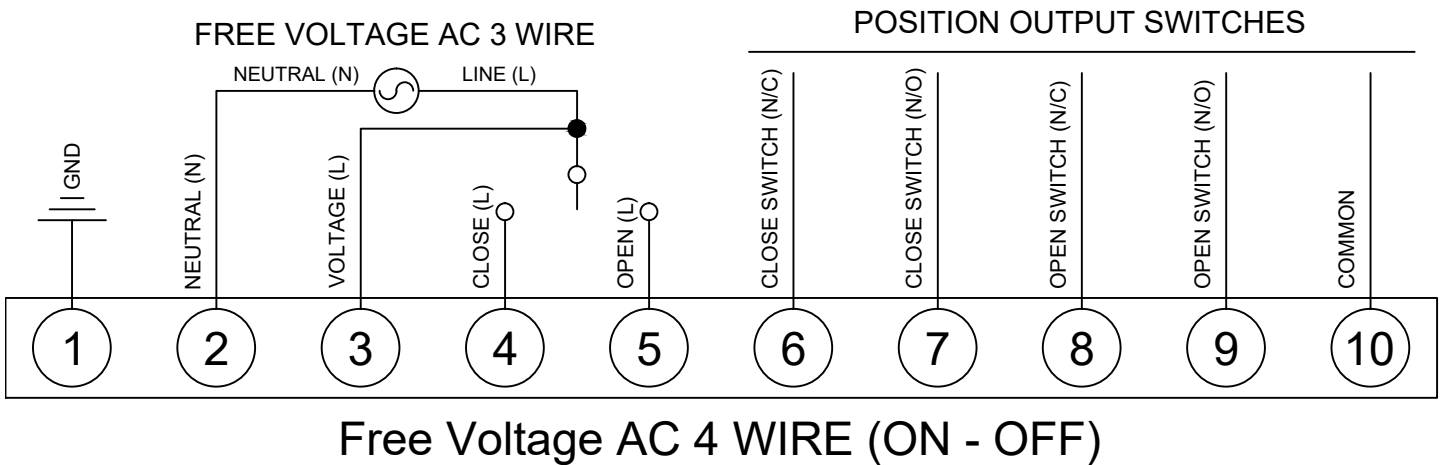 FREE VOLTAGE AC 3 WIRE
POSITION OUTPUT SWITCHES
NEUTRAL (N)
LINE (L)
GND
NEUTRAL (N)
VOLTAGE (L)
CLOSE (L)
OPEN (L)
CLOSE SWITCH (N/C)
CLOSE SWITCH (N/O)
OPEN SWITCH (N/C)
OPEN SWITCH (N/O)
COMMON
1 2 3 4 5 6 7 8 9 10
Free Voltage AC 4 WIRE (ON - OFF)